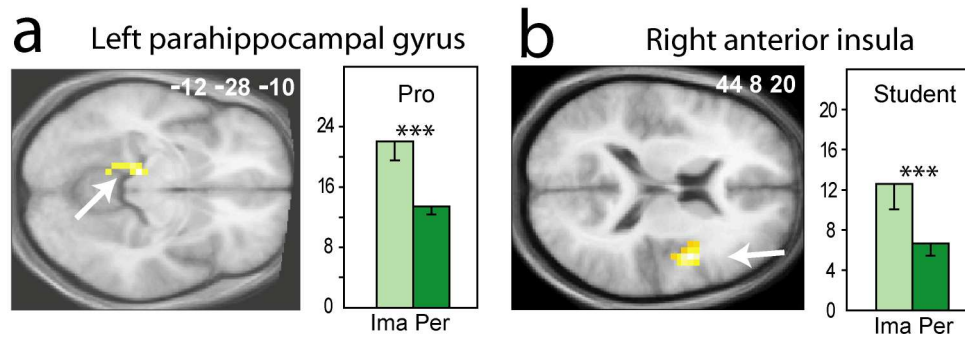 a Left parahippocampal gyrus
-12 -28 -10
Pro
***
24
16
8
0
Ima Per
b Right anterior insula
44 8 20
Student
***
20
16
12
8
4
0
Ima Per